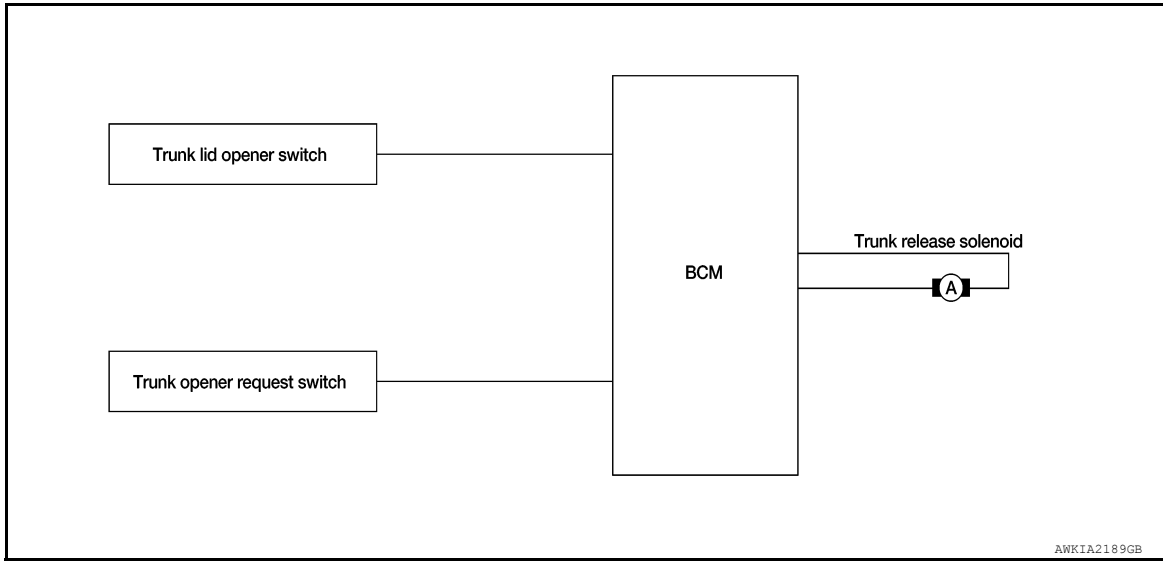 Trunk lid opener switch
BCM
Trunk release solenoid
A
Trunk opener request switch
AWKIA2189GB